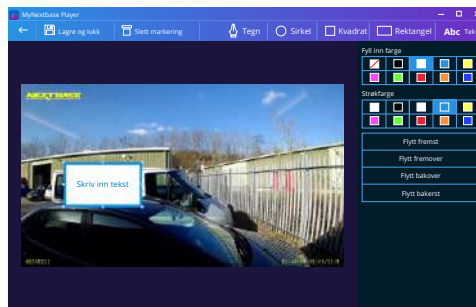 MyNextbase Player
Lagre og lukk
Slett markering
Tegn
Sirkel
Kvadrat
Rektangel
Abc Teks
Fyll inn farge
NEXTBASE
Strøkfarge
Flytt fremst
Flytt fremover
Skriv inn tekst
Flytt bakover
Flytt bakerst